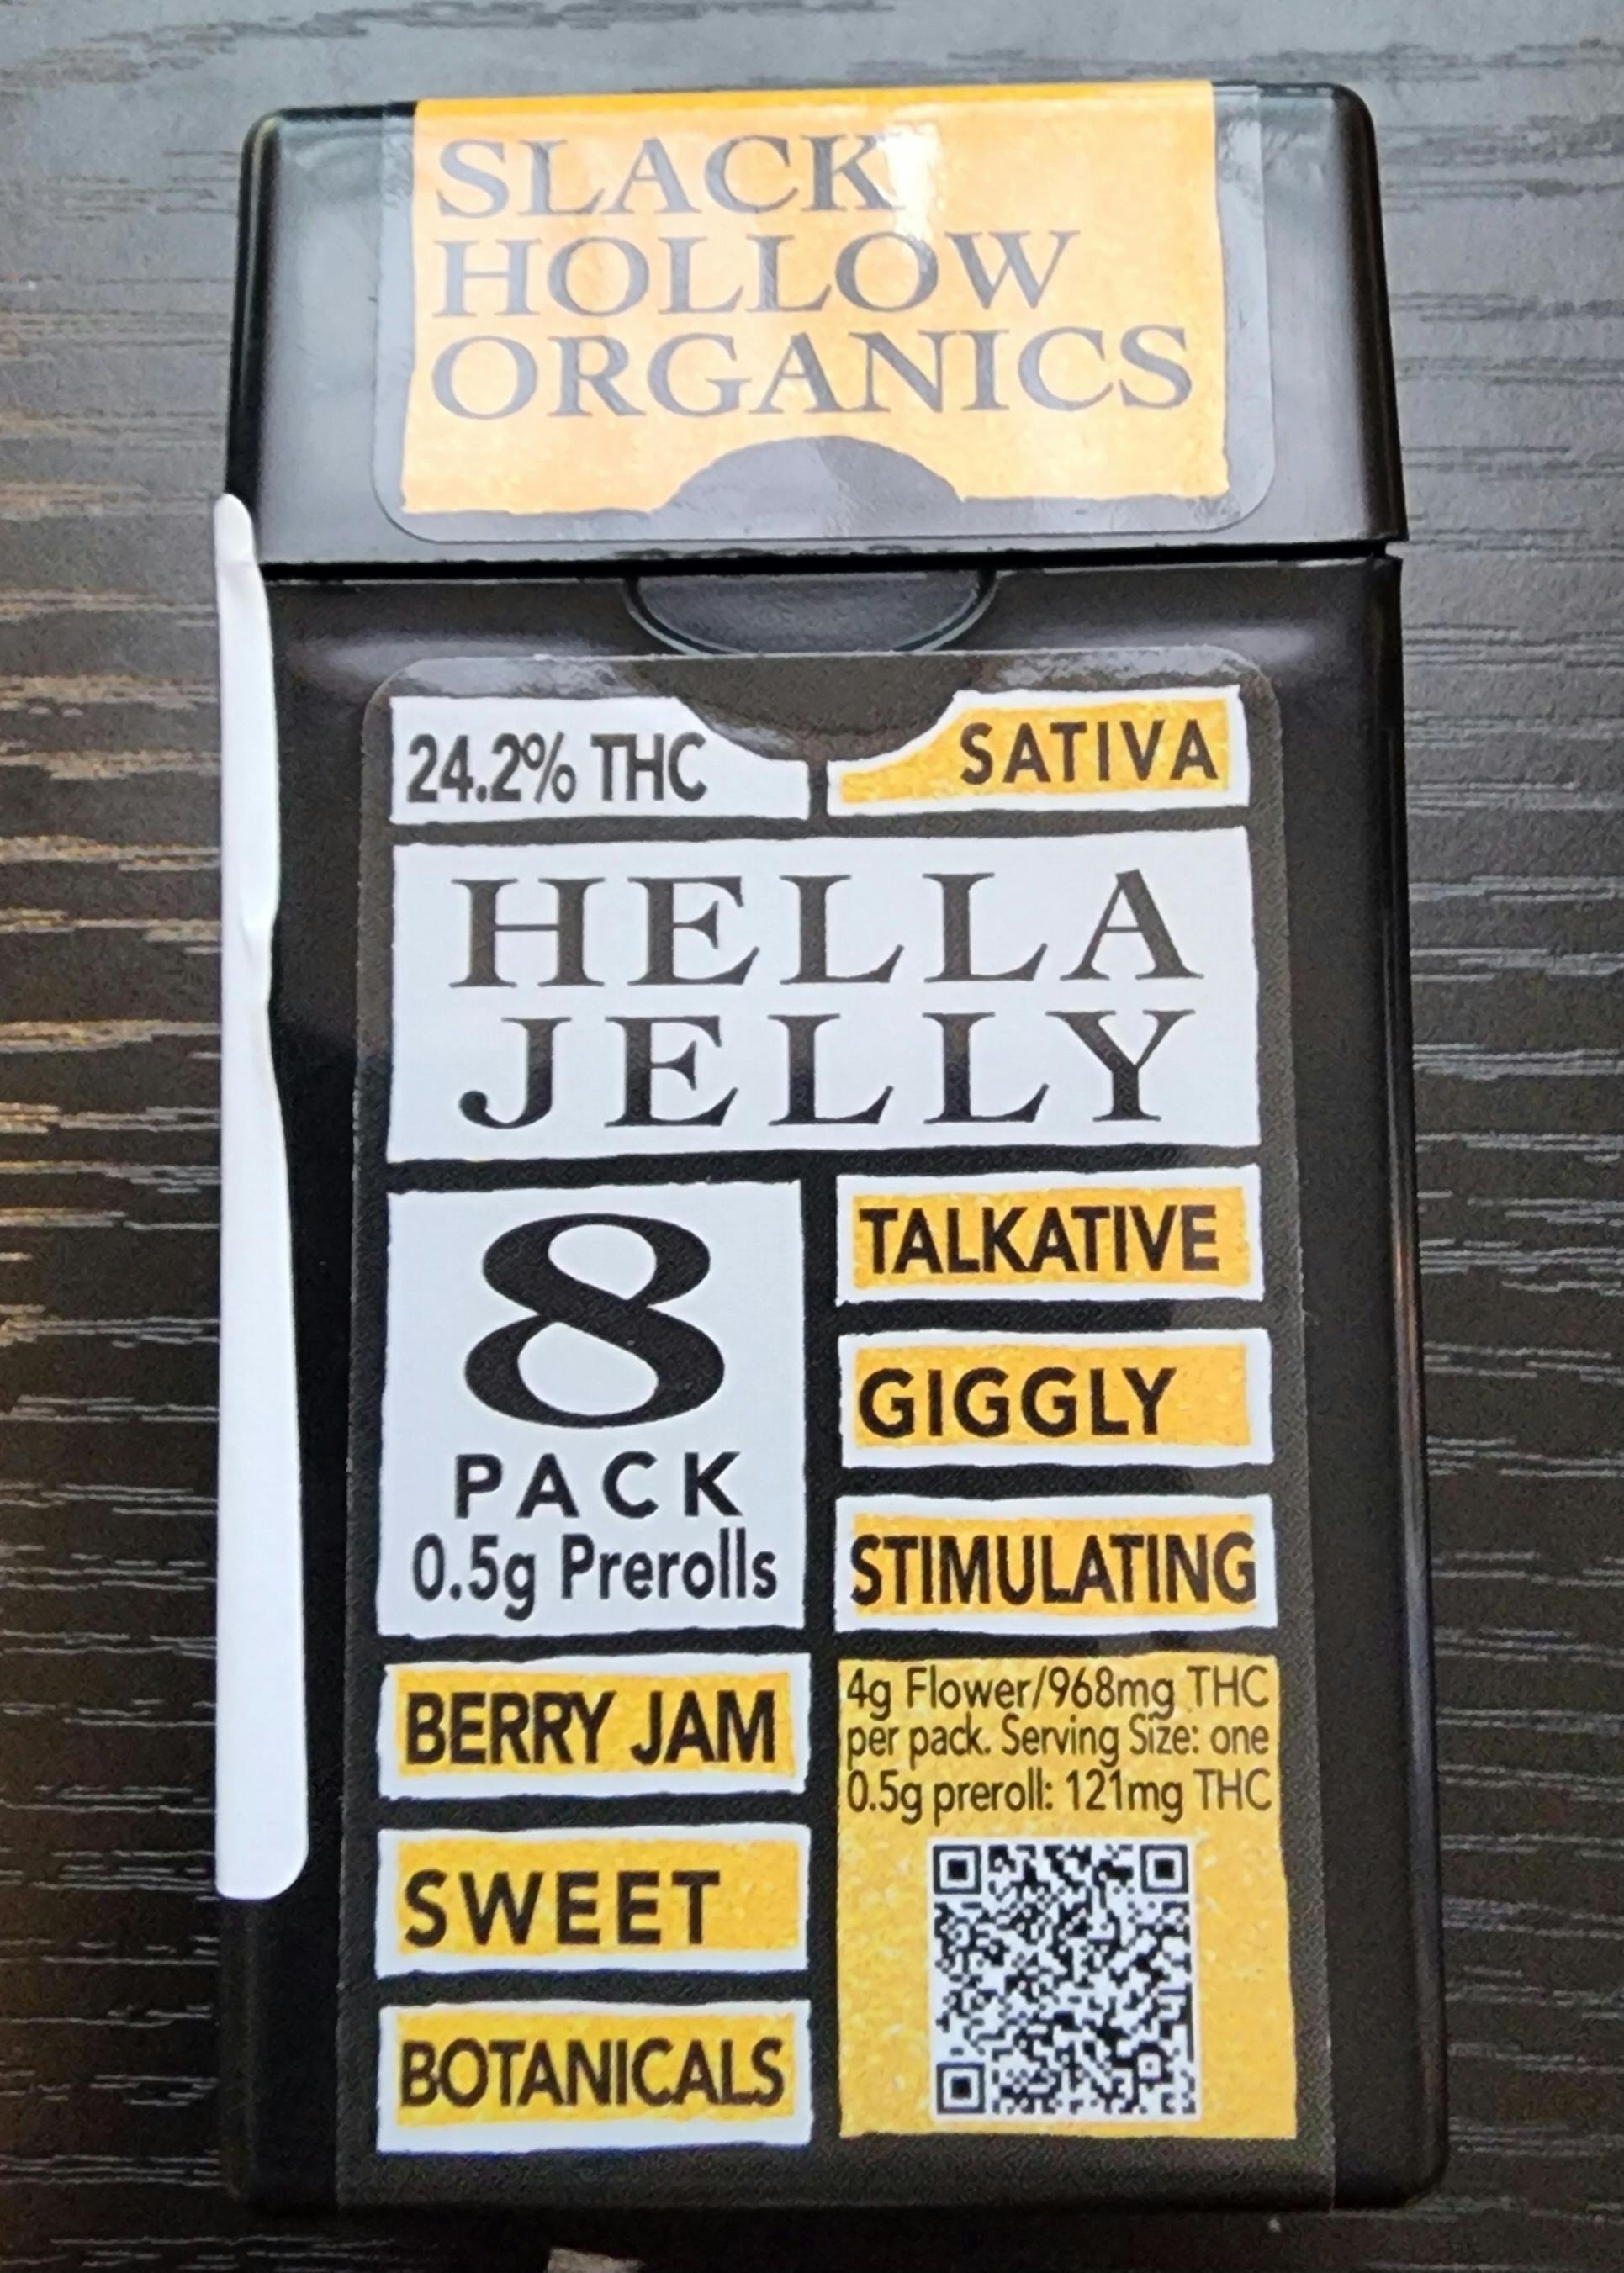 SLACK
HOLLOW
ORGANICS
24.2% THC
SATIVA
HELLA
JELLY
8
PACK
0.5g Prerolls
TALKATIVE
GIGGLY
STIMULATING
BERRY JAM
SWEET
BOTANICALS
4g Flower/968mg THC
per pack. Serving Size: one
0.5g preroll: 121mg THC